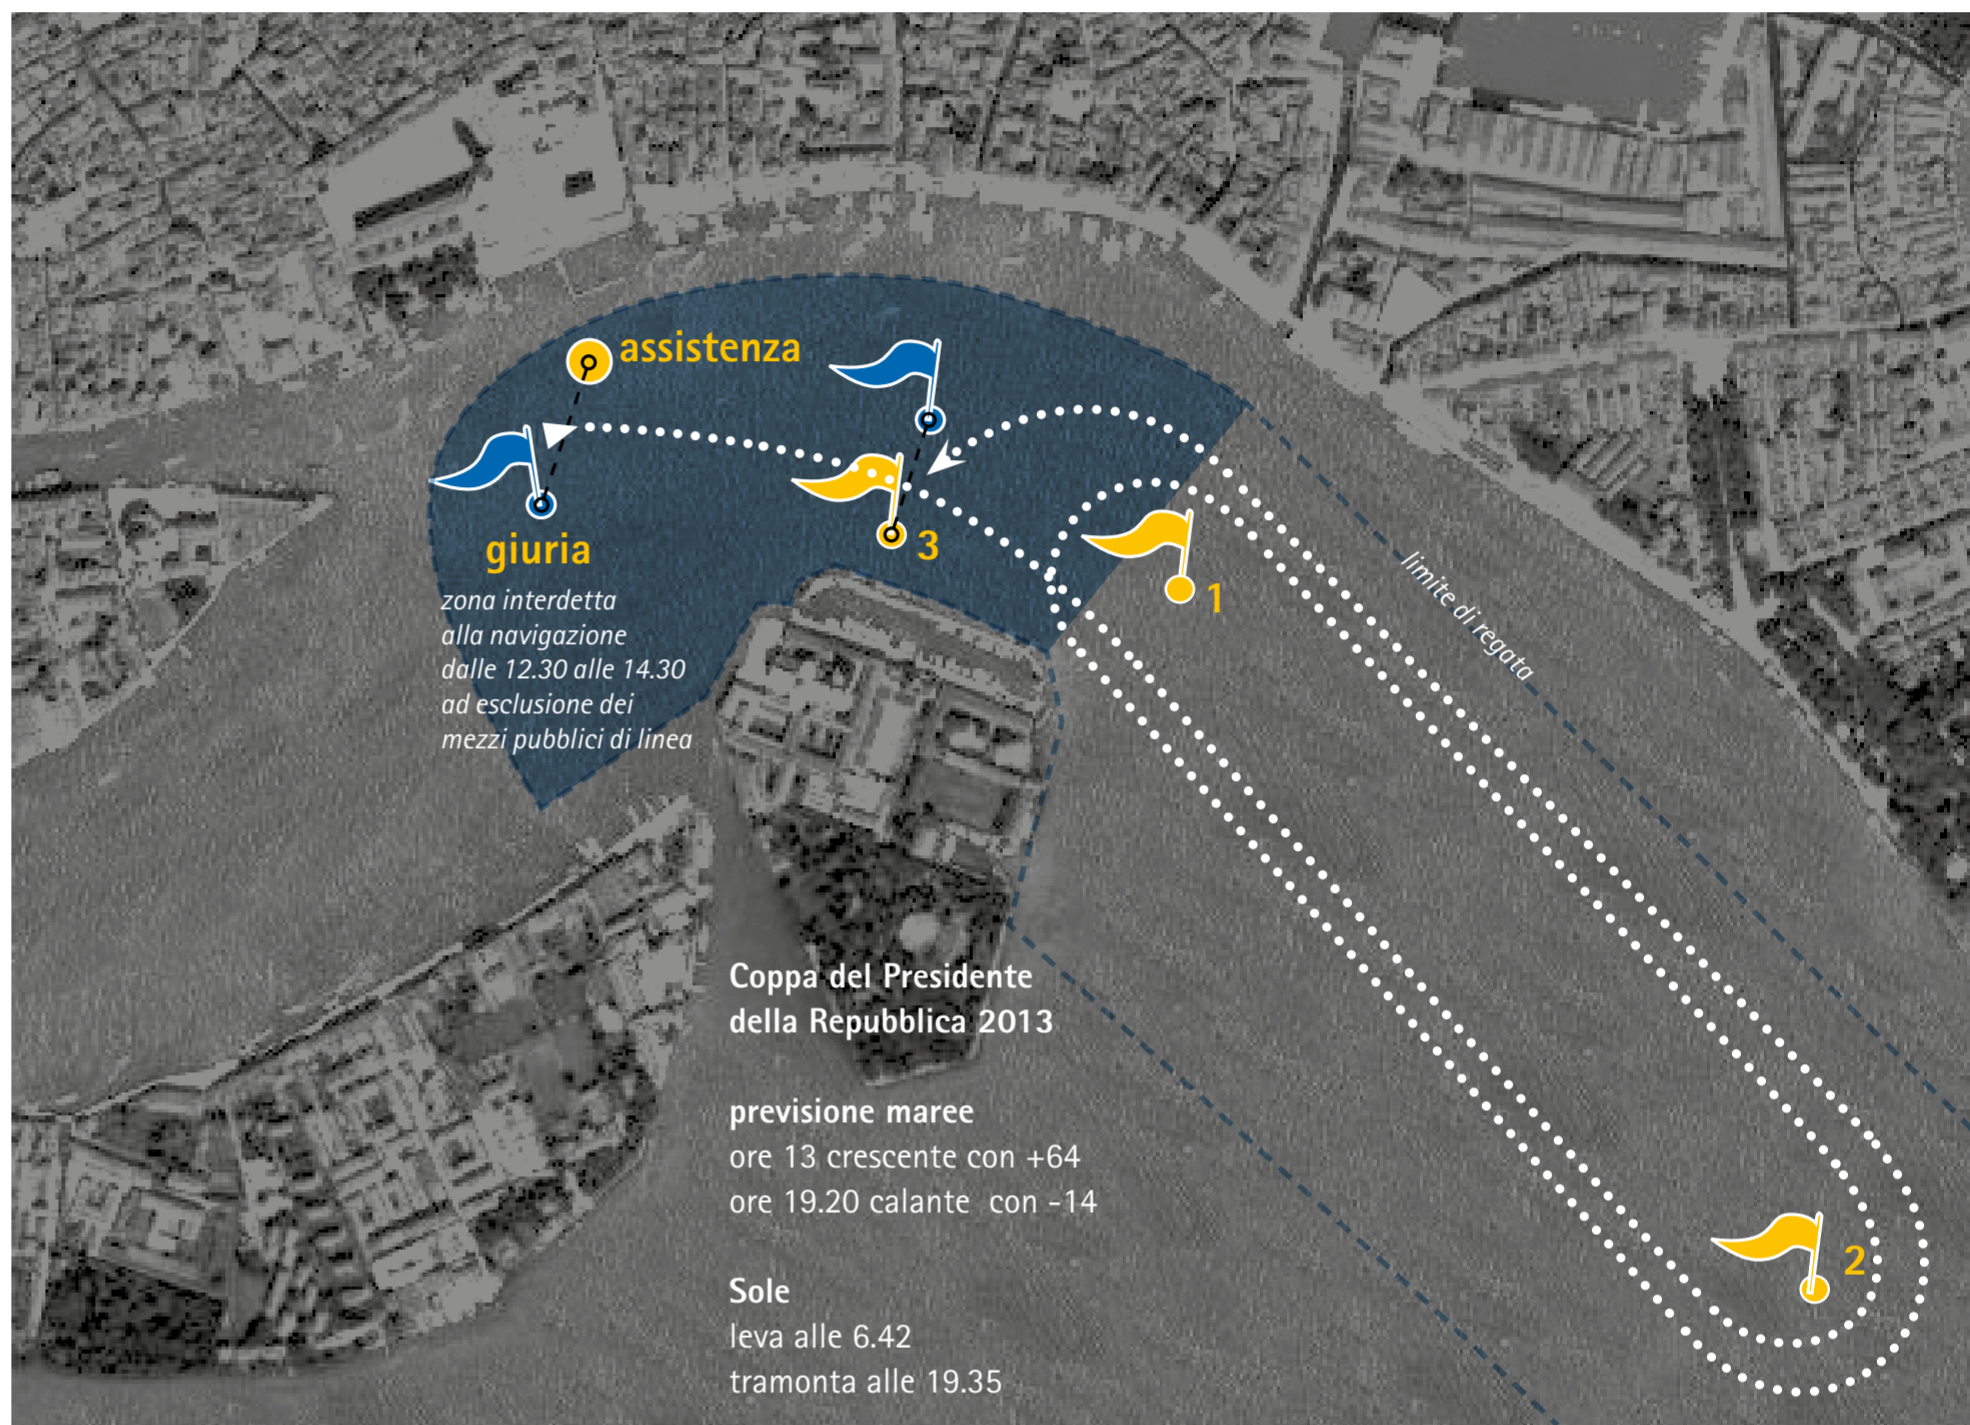 assistenza
giuria
zona interdetta
alla navigazione
dalle 12.30 alle 14.30
ad esclusione dei
mezzi pubblici di linea
3
1
limite di regata
Coppa del Presidente
della Repubblica 2013
previsione maree
ore 13 crescente con +64
ore 19.20 calante  con -14
2
Sole
leva alle 6.42
tramonta alle 19.35